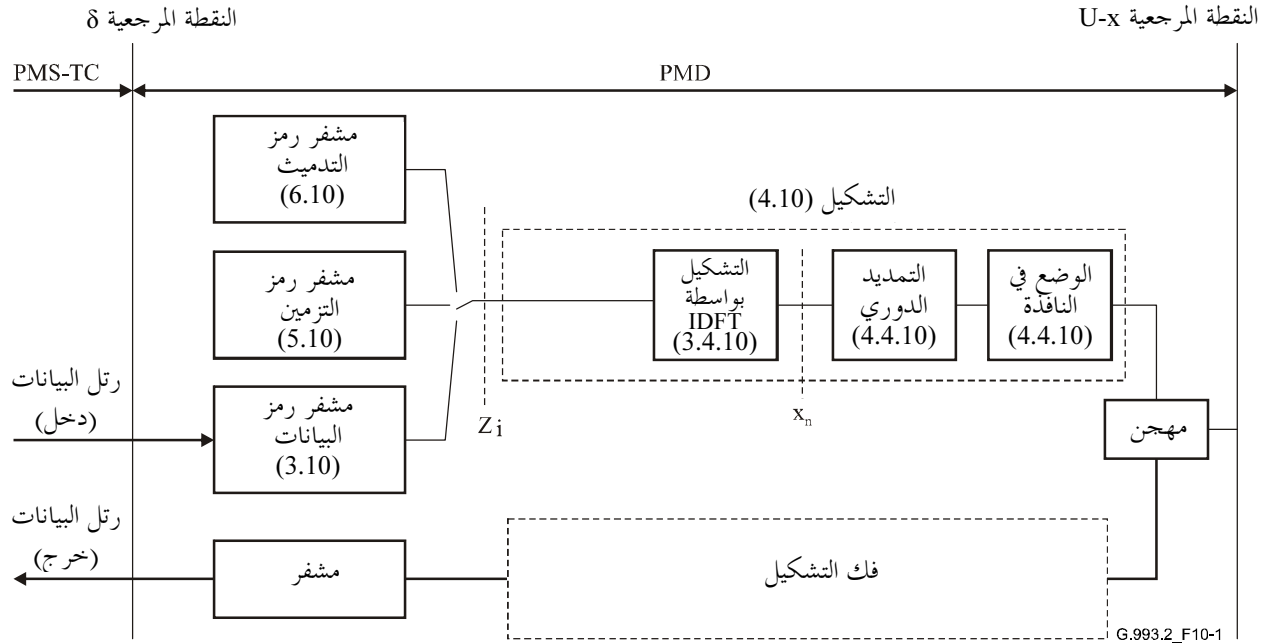 النقطة المرجعية δ
النقطة المرجعية U-x
PMS-TC
PMD
مشفر رمز
التدميث
(6.10)
التشكيل (4.10)
مشفر رمز
التزمين
(5.10)
التشكيل
بواسطة
IDFT
(3.4.10)
التمديد
الدوري
(4.4.10)
الوضع في
النافذة
(4.4.10)
رتل البيانات
(دخل)
مشفر رمز
البيانات
(3.10)
Z i
xn
مهجن
رتل البيانات
(خرج)
مشفر
فك التشكيل
G.993.2_F10-1